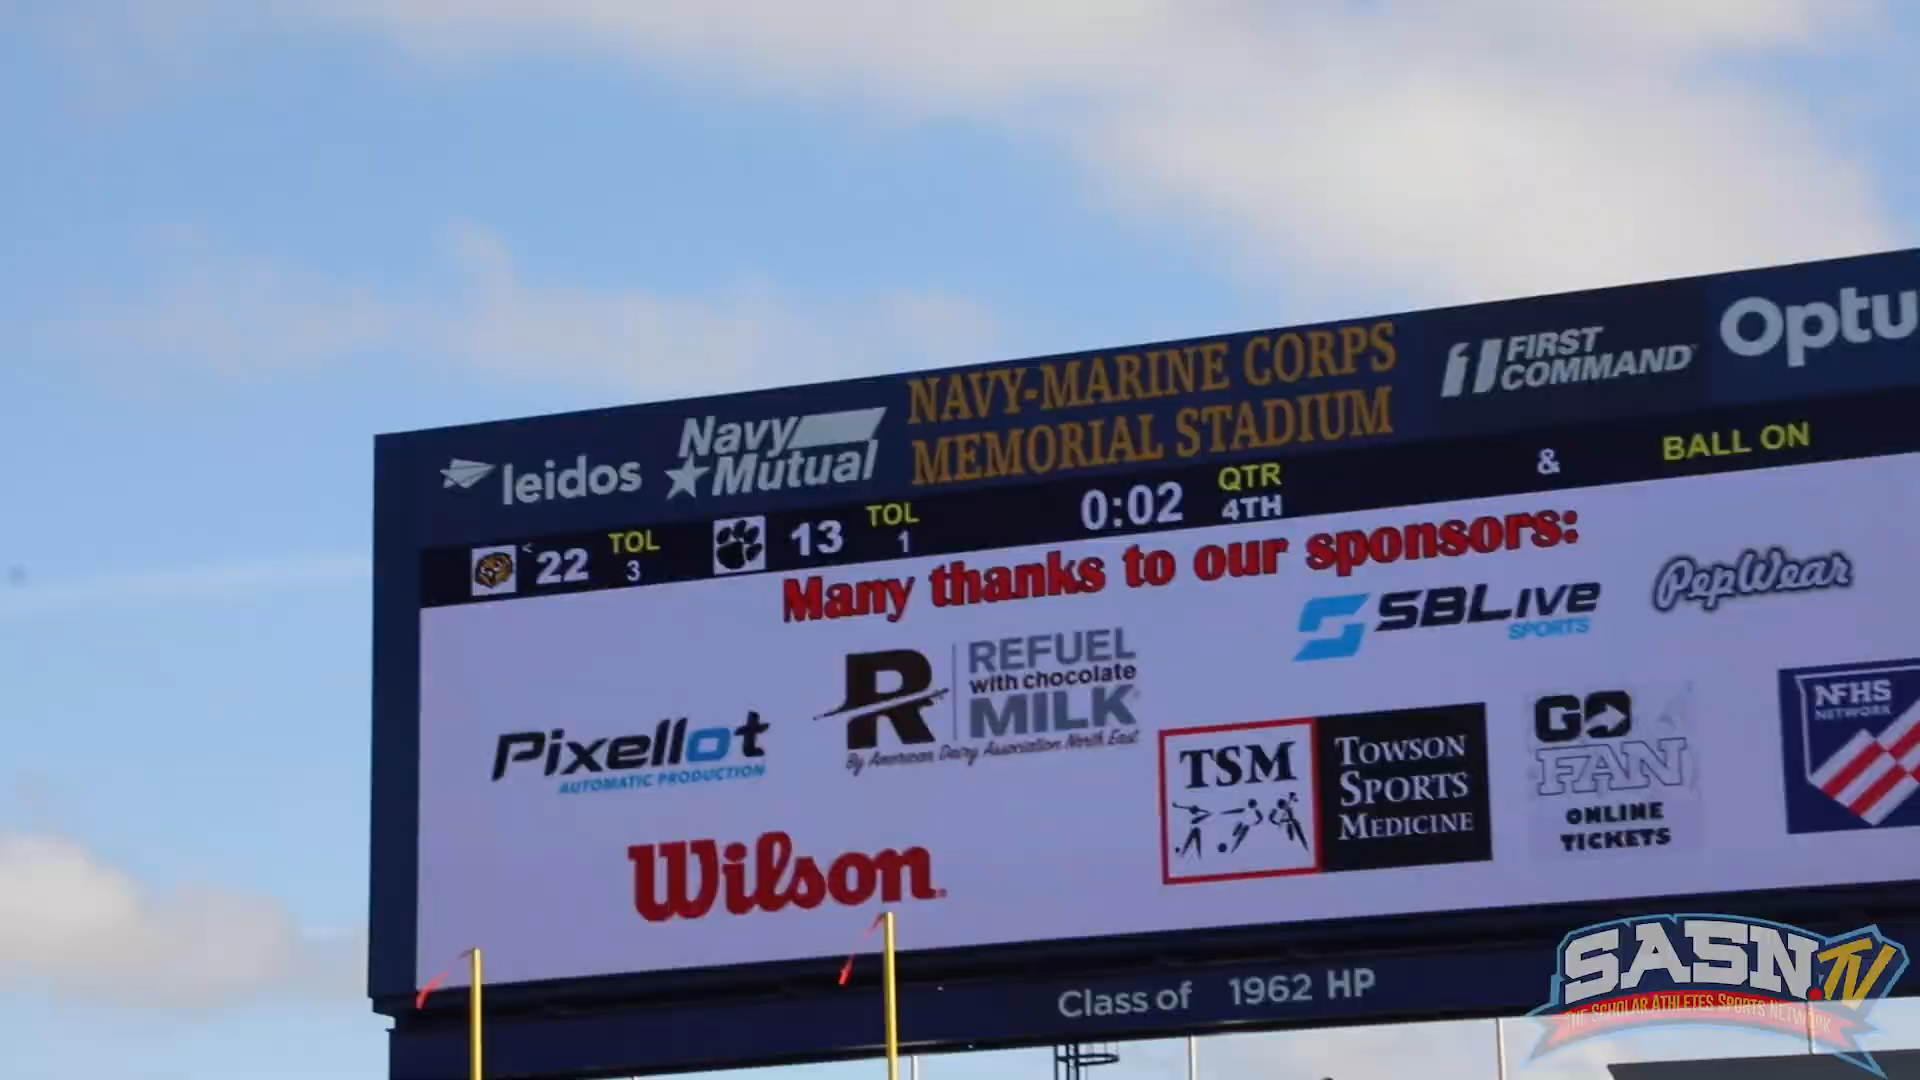 leidos
Navy
Mutual
NAVY-MARINE CORPS
MEMORIAL STADIUM
FIRST
COMMAND
Optu
< 22 TOL 3
13 TOL 1
0:02
QTR
4TH
&
BALL ON
Many thanks to our sponsors:
Pixellot
AUTOMATIC PRODUCTION
R
REFUEL
with chocolate
MILK
By American Dairy Association North East
SBLIVE
SPORTS
PepWear
Wilson
TSM
TOWSON
SPORTS
MEDICINE
GO
FAN
ONLINE
TICKETS
NFHS
NETWORK
Class of 1962 HP
SASN.TV
THE SCHOLAR ATHLETES SPORTS NETWORK